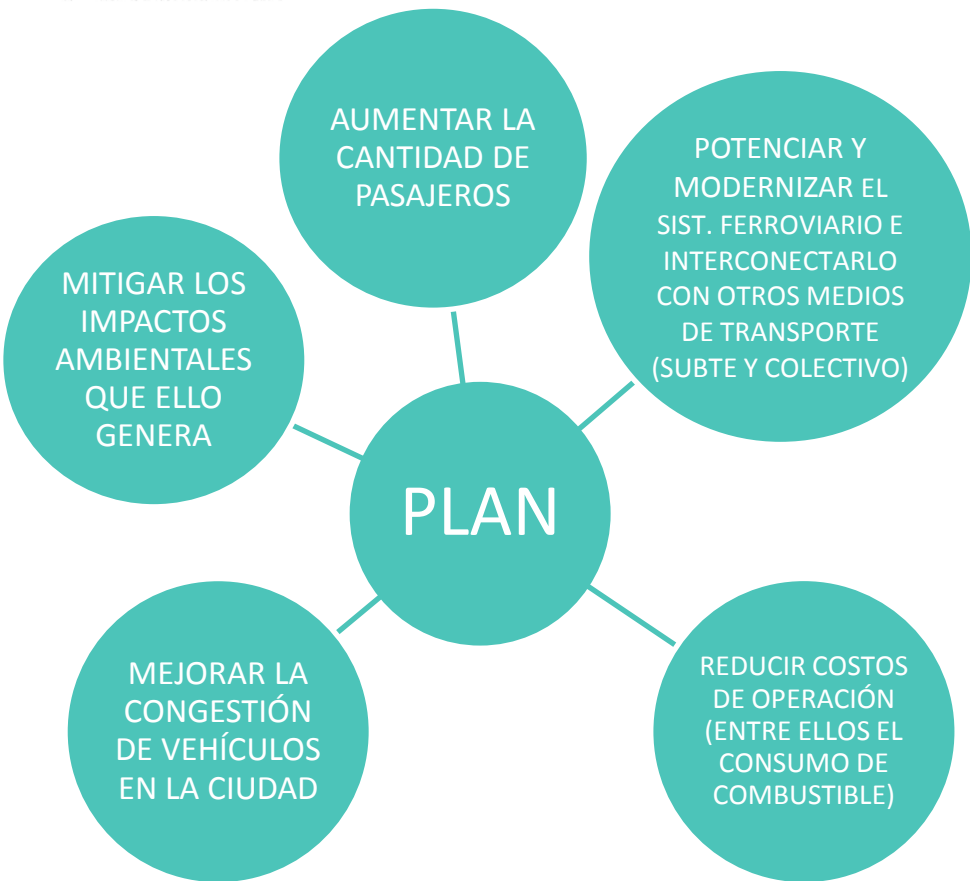 AUMENTAR LA
CANTIDAD DE
PASAJEROS
POTENCIAR Y
MODERNIZAR EL
SIST. FERROVIARIO E
INTERCONECTARLO
CON OTROS MEDIOS
DE TRANSPORTE
(SUBTE Y COLECTIVO)
MITIGAR LOS
IMPACTOS
AMBIENTALES
QUE ELLO
GENERA
PLAN
MEJORAR LA
CONGESTIÓN
DE VEHÍCULOS
EN LA CIUDAD
REDUCIR COSTOS
DE OPERACIÓN
(ENTRE ELLOS EL
CONSUMO DE
COMBUSTIBLE)